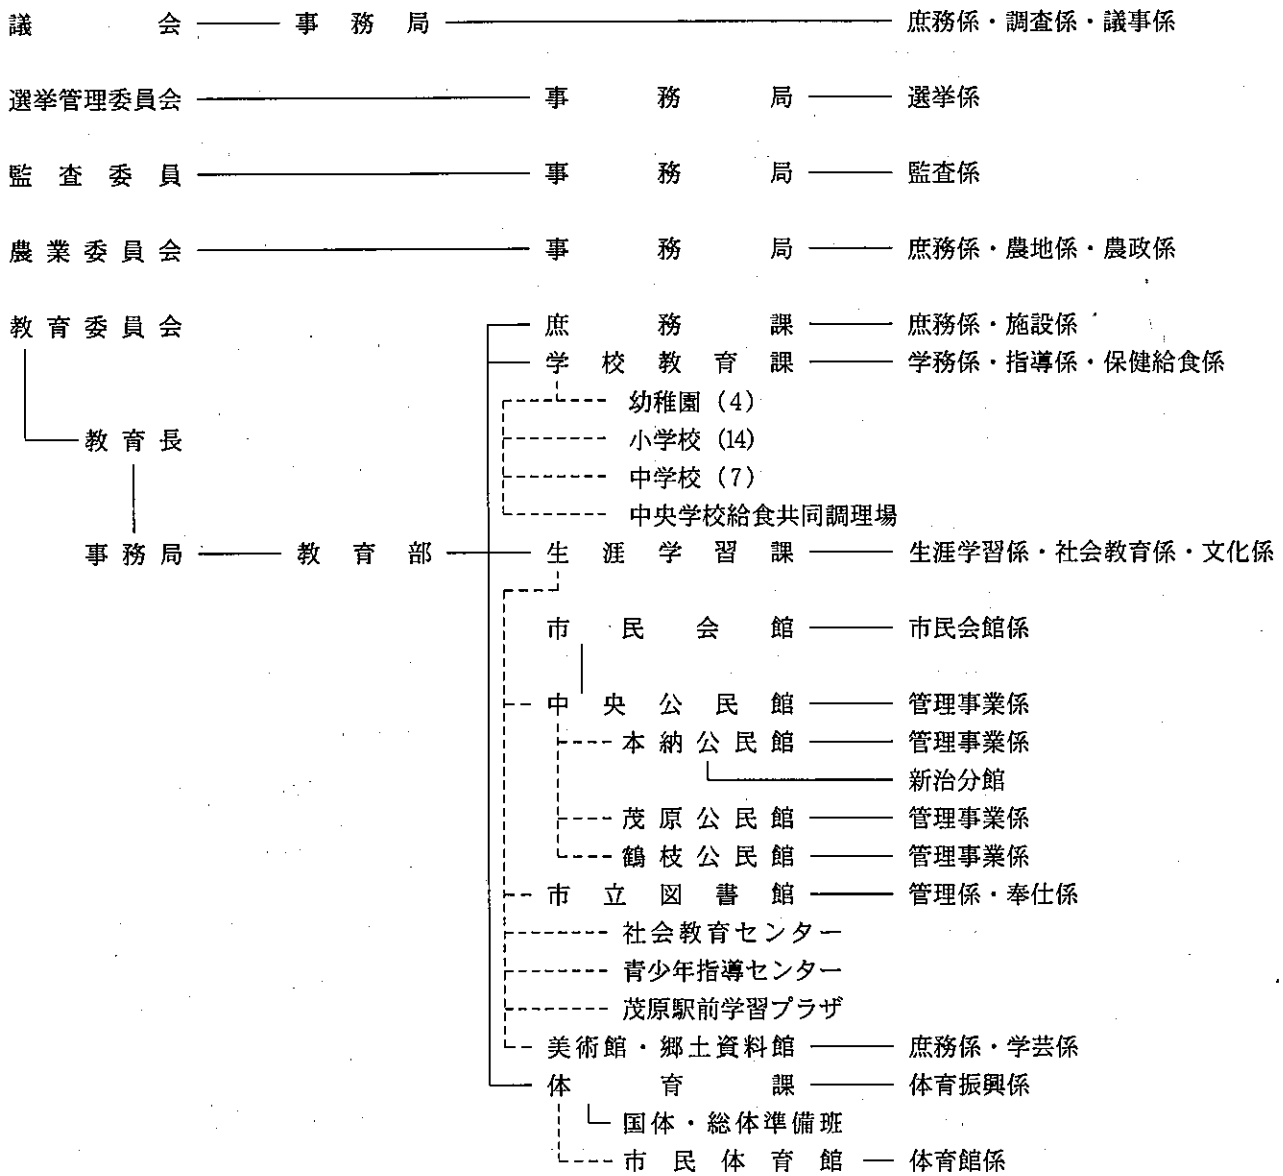 議会 事務局 庶務係・調査係・議事係
選挙管理委員会 事務局 選挙係
監査委員 事務局 監査係
農業委員会 事務局 庶務係・農地係・農政係
教育委員会 庶務課 庶務係・施設係
学校教育課 学務係・指導係・保健給食係
幼稚園(4)
教育長 小学校(14)
中学校(7)
中央学校給食共同調理場
事務局 教育部 生涯学習課 生涯学習係・社会教育係・文化係
市民会館 市民会館係
中央公民館 管理事業係
本納公民館 管理事業係
新治分館
茂原公民館 管理事業係
鶴枝公民館 管理事業係
市立図書館 管理係・奉仕係
社会教育センター
青少年指導センター
茂原駅前学習プラザ
美術館・郷土資料館 庶務係・学芸係
体育課 体育振興係
国体・総体準備班
市民体育館 体育館係